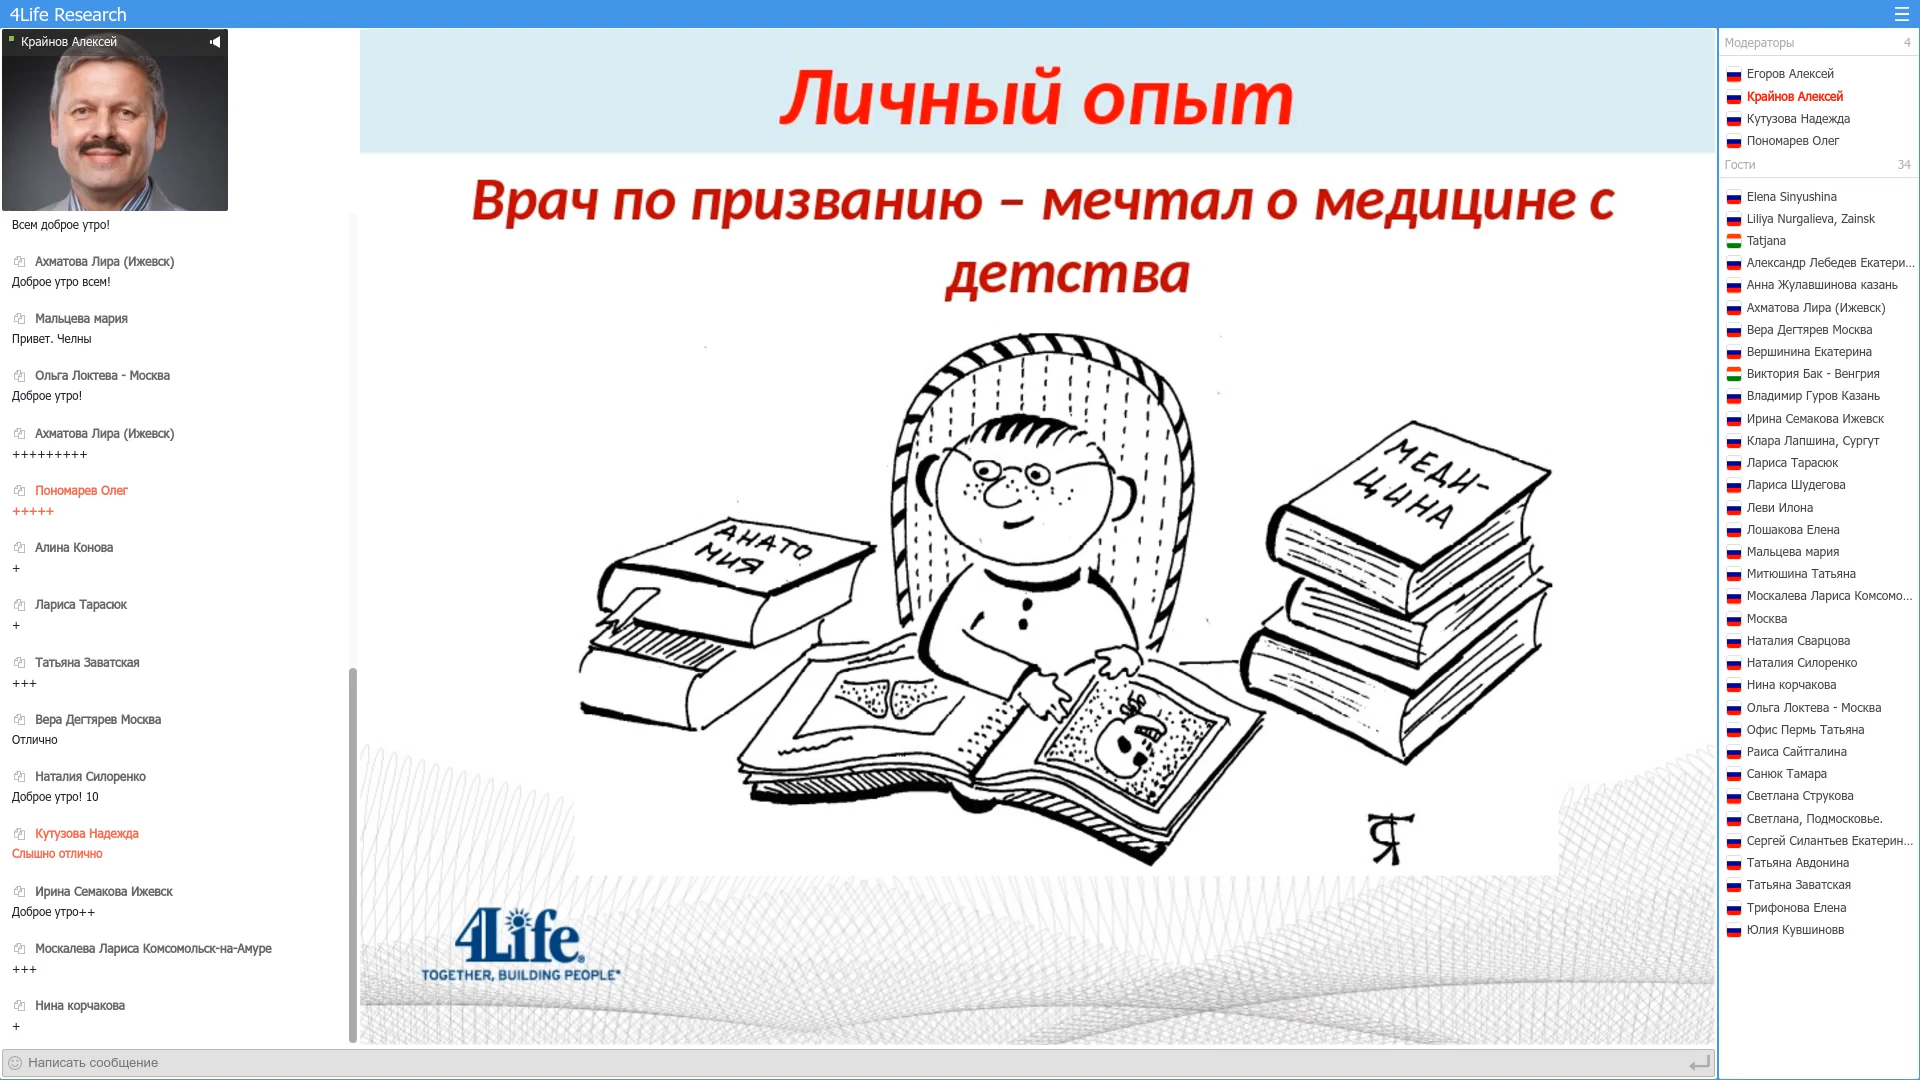 4Life Research
Крайнов Алексей
Всем доброе утро!
Ахматова Лира (Ижевск)
Доброе утро всем!
Мальцева мария
Привет. Челны
Ольга Локтева - Москва
Доброе утро!
Ахматова Лира (Ижевск)
+++++++++
Пономарев Олег
+++++
Алина Конова
+
Лариса Тарасюк
+
Татьяна Заватская
+++
Вера Дегтярев Москва
Отлично
Наталия Силоренко
Доброе утро! 10
Кутузова Надежда
Слышно отлично
Ирина Семакова Ижевск
Доброе утро++
Москалева Лариса Комсомольск-на-Амуре
+++
Нина корчакова
+
Написать сообщение
Личный опыт
Врач по призванию – мечтал о медицине с
детства
АНАТО
МИЯ
МЕДИ-
ЦИНА
4Life®
TOGETHER, BUILDING PEOPLE™
Модераторы 4
Егоров Алексей
Крайнов Алексей
Кутузова Надежда
Пономарев Олег
Гости 34
Elena Sinyushina
Liliya Nurgalieva, Zainsk
Tatjana
Александр Лебедев Екатери...
Анна Жулавшинова казань
Ахматова Лира (Ижевск)
Вера Дегтярев Москва
Вершинина Екатерина
Виктория Бак - Венгрия
Владимир Гуров Казань
Ирина Семакова Ижевск
Клара Лапшина, Сургут
Лариса Тарасюк
Лариса Шудегова
Леви Илона
Лошакова Елена
Мальцева мария
Митюшина Татьяна
Москалева Лариса Комсомо...
Москва
Наталия Сварцова
Наталия Силоренко
Нина корчакова
Ольга Локтева - Москва
Офис Пермь Татьяна
Раиса Сайтгалина
Санюк Тамара
Светлана Струкова
Светлана, Подмосковье.
Сергей Силантьев Екатерин...
Татьяна Авдонина
Татьяна Заватская
Трифонова Елена
Юлия Кувшиновв